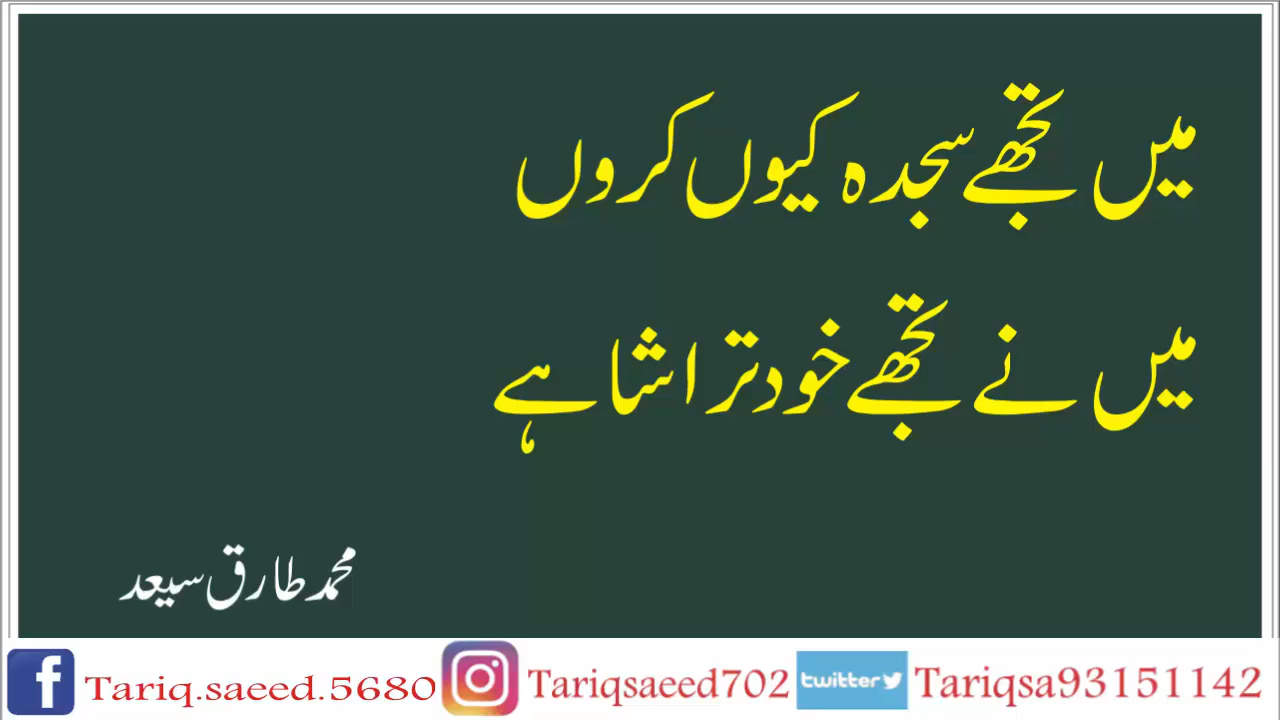 میں تجھے سجدہ کیوں کروں
میں نے تجھے خود تراشا ہے
محمد طارق سیعد
Tariq.saeed.5680 Tariqsaeed702 twitter Tariqsa93151142